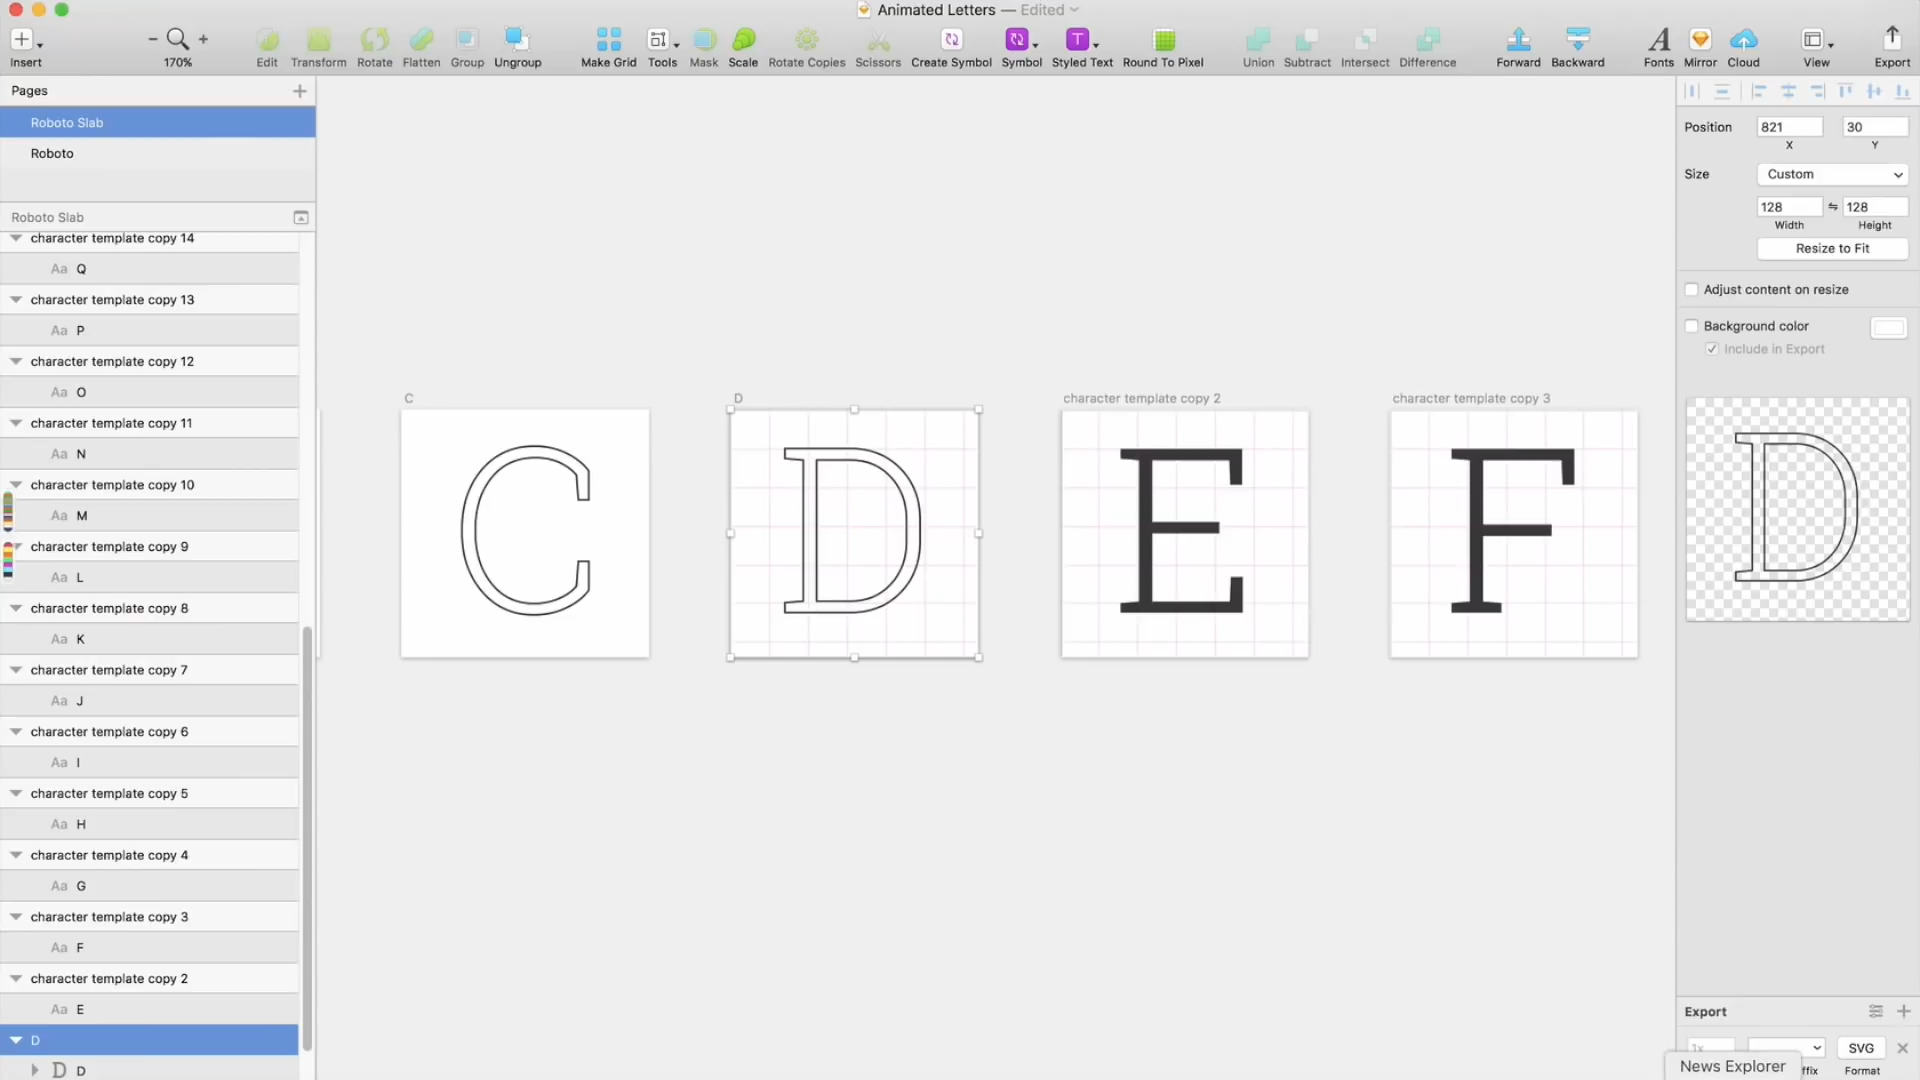 Animated Letters — Edited
Insert
170%
Edit
Transform
Rotate
Flatten
Group
Ungroup
Make Grid
Tools
Mask
Scale
Rotate Copies
Scissors
Create Symbol
Symbol
Styled Text
Round To Pixel
Union
Subtract
Intersect
Difference
Forward
Backward
Fonts
Mirror
Cloud
View
Export
Pages
Roboto Slab
Roboto
Roboto Slab
character template copy 14
Aa Q
character template copy 13
Aa P
character template copy 12
Aa O
character template copy 11
Aa N
character template copy 10
Aa M
character template copy 9
Aa L
character template copy 8
Aa K
character template copy 7
Aa J
character template copy 6
Aa I
character template copy 5
Aa H
character template copy 4
Aa G
character template copy 3
Aa F
character template copy 2
Aa E
D
D D
C
D
character template copy 2
character template copy 3
C
D
E
F
Position
821
30
X
Y
Size
Custom
128
128
Width
Height
Resize to Fit
Adjust content on resize
Background color
Include in Export
D
Export
1x
SVG
ffix
Format
News Explorer